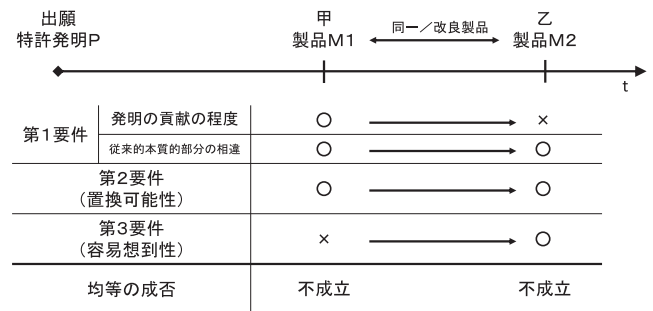 出願
特許発明P
甲
製品M1
同一／改良製品
乙
製品M2
t
第1要件
発明の貢献の程度
○
×
従来的本質的部分の相違
○
○
第2要件
（置換可能性）
○
○
第3要件
（容易想到性）
×
○
均等の成否
不成立
不成立